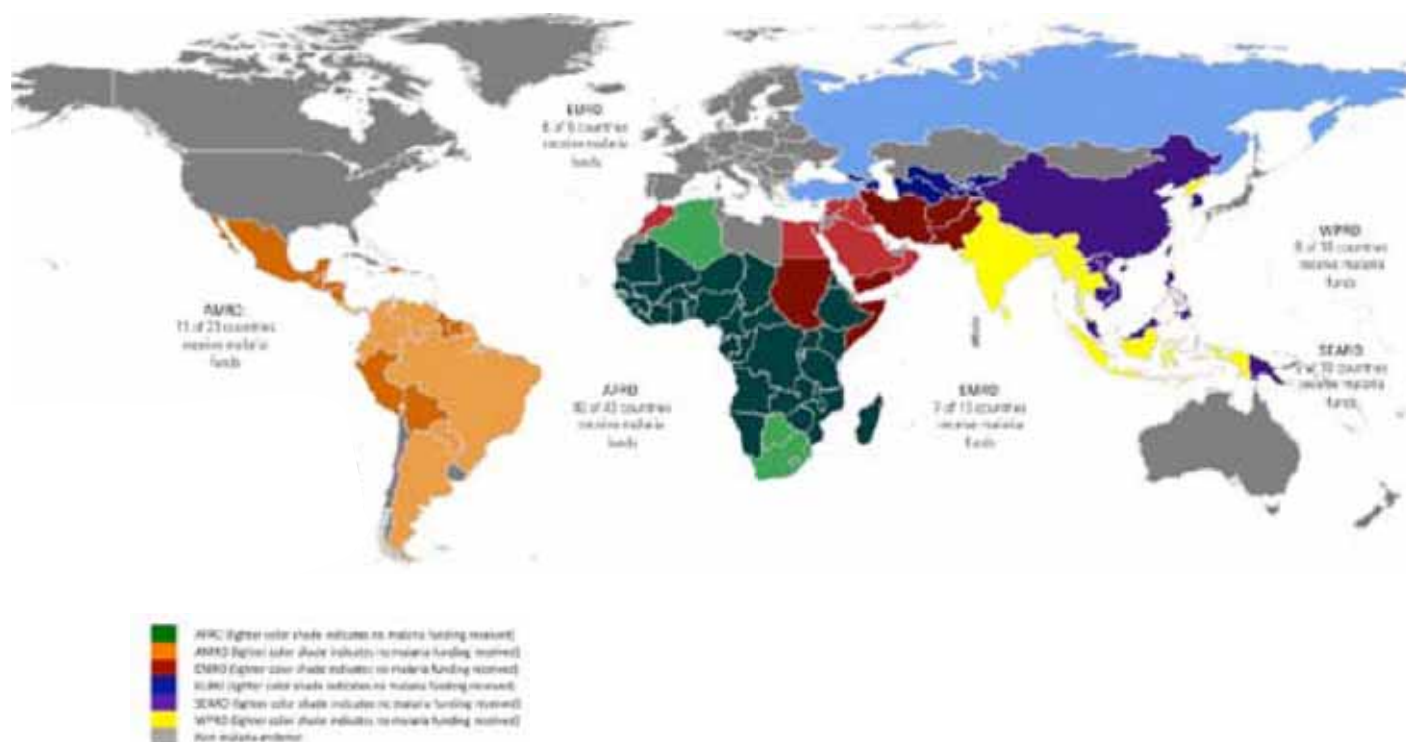 EURO
6 of 6 countries
receive malaria
funds
WPRO
of 10 countries
receive malaria
funds
AMRO:
11 of 23 countries
receive malaria
funds
SEARO
10 countries
receive malaria
funds
of 43 countries
receive malaria
funds
EMRO
7 of 13 countries
receive malaria
funds
AFRO (lighter color shade indicates no malaria funding received)
AMRO (lighter color shade indicates no malaria funding received)
EMRO (lighter color shade indicates no malaria funding received)
EURO (lighter color shade indicates no malaria funding received)
SEARO (lighter color shade indicates no malaria funding received)
WPRO (lighter color shade indicates no malaria funding received)
Non malaria endemic